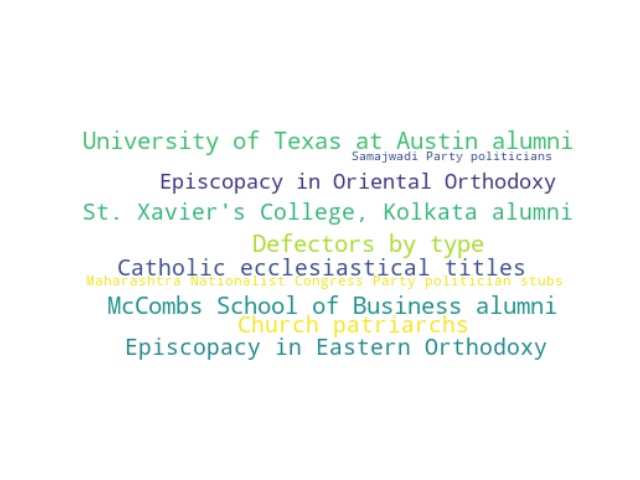 University of Texas at Austin alumni
Samajwadi Party politicians
Episcopacy in Oriental Orthodoxy
St. Xavier's College, Kolkata alumni
Defectors by type
Catholic ecclesiastical titles
Maharashtra Nationalist Congress Party politician stubs
McCombs School of Business alumni
Church patriarchs
Episcopacy in Eastern Orthodoxy